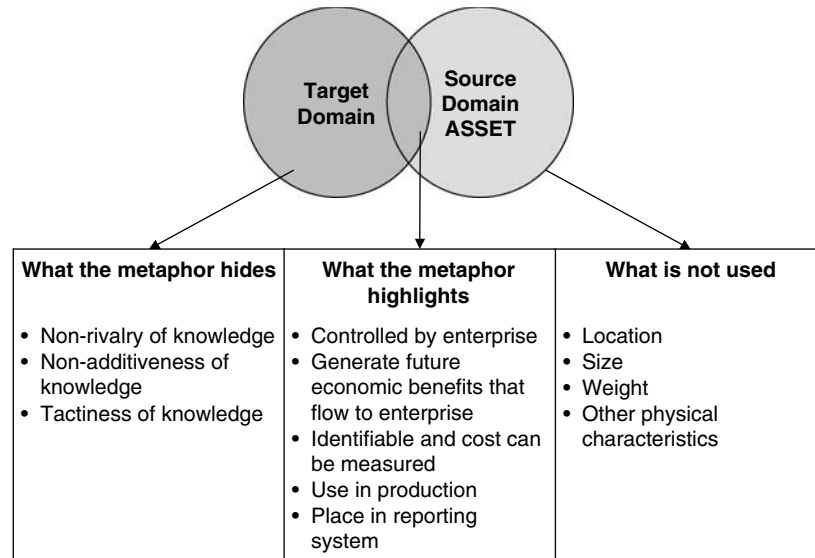 Target
Domain
Source
Domain
ASSET
What the metaphor hides
• Non-rivalry of knowledge
• Non-additiveness of
knowledge
• Tactiness of knowledge
What the metaphor
highlights
• Controlled by enterprise
• Generate future
economic benefits that
flow to enterprise
• Identifiable and cost can
be measured
• Use in production
• Place in reporting
system
What is not used
• Location
• Size
• Weight
• Other physical
characteristics